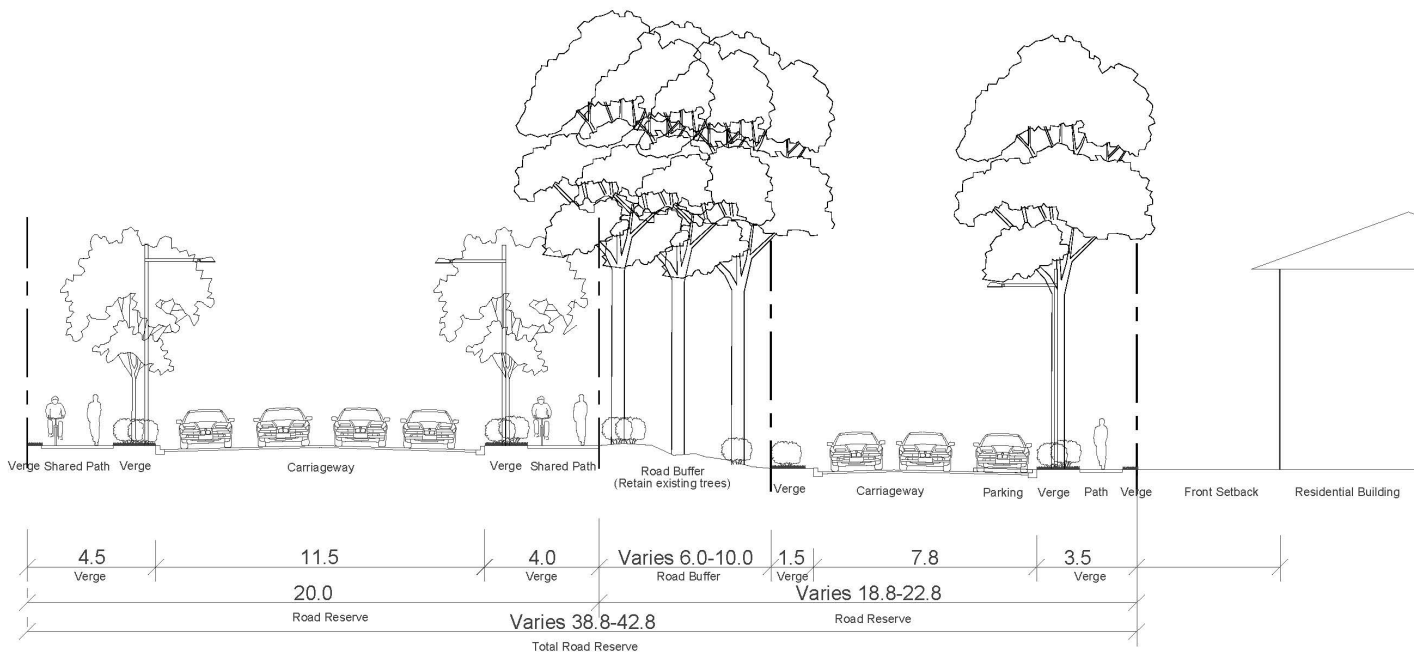 Verge Shared Path Verge Carriageway Verge Shared Path Road Buffer
(Retain existing trees)
Verge Carriageway Parking Verge Path Verge Front Setback Residential Building
4.5 11.5 4.0 Varies 6.0-10.0 1.5 7.8 3.5
Verge Verge Road Buffer Verge Verge
20.0 Varies 18.8-22.8
Road Reserve Road Reserve
Varies 38.8-42.8
Total Road Reserve